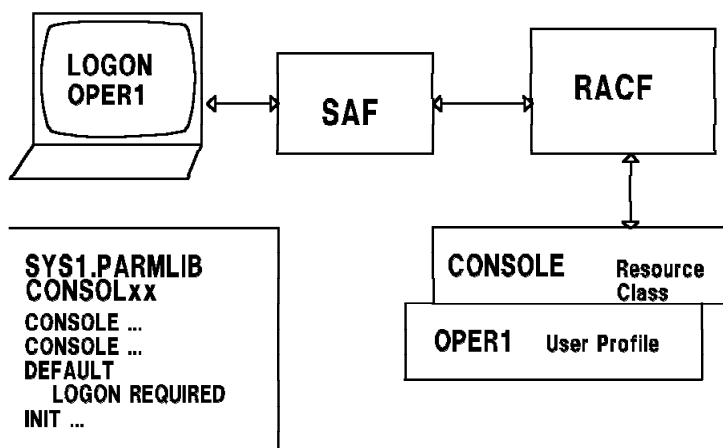 LOGON
OPER1
SAF
RACF
SYS1.PARMLIB
CONSOLxx
CONSOLE ...
CONSOLE ...
DEFAULT
LOGON REQUIRED
INIT ...
CONSOLE Resource
Class
OPER1 User Profile